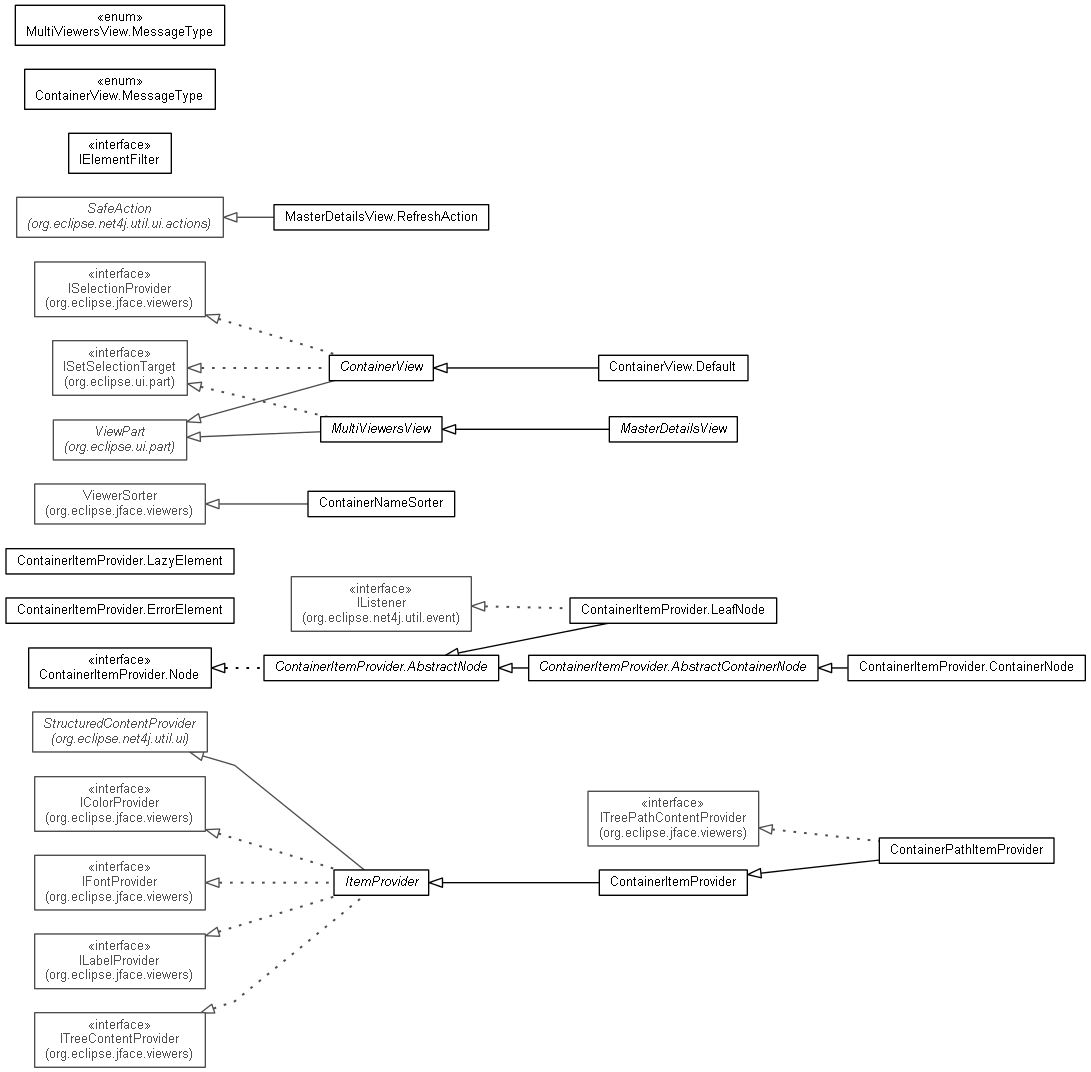 «enum»
MultiViewersView.MessageType
«enum»
ContainerView.MessageType
«interface»
IElementFilter
SafeAction
(org.eclipse.net4j.util.ui.actions)
MasterDetailsView.RefreshAction
«interface»
ISelectionProvider
(org.eclipse.jface.viewers)
«interface»
ISetSelectionTarget
(org.eclipse.ui.part)
ContainerView
ContainerView.Default
ViewPart
(org.eclipse.ui.part)
MultiViewersView
MasterDetailsView
ViewerSorter
(org.eclipse.jface.viewers)
ContainerNameSorter
ContainerItemProvider.LazyElement
ContainerItemProvider.ErrorElement
«interface»
IListener
(org.eclipse.net4j.util.event)
ContainerItemProvider.LeafNode
«interface»
ContainerItemProvider.Node
ContainerItemProvider.AbstractNode
ContainerItemProvider.AbstractContainerNode
ContainerItemProvider.ContainerNode
StructuredContentProvider
(org.eclipse.net4j.util.ui)
«interface»
IColorProvider
(org.eclipse.jface.viewers)
«interface»
ITreePathContentProvider
(org.eclipse.jface.viewers)
ContainerPathItemProvider
«interface»
IFontProvider
(org.eclipse.jface.viewers)
ItemProvider
ContainerItemProvider
«interface»
ILabelProvider
(org.eclipse.jface.viewers)
«interface»
ITreeContentProvider
(org.eclipse.jface.viewers)